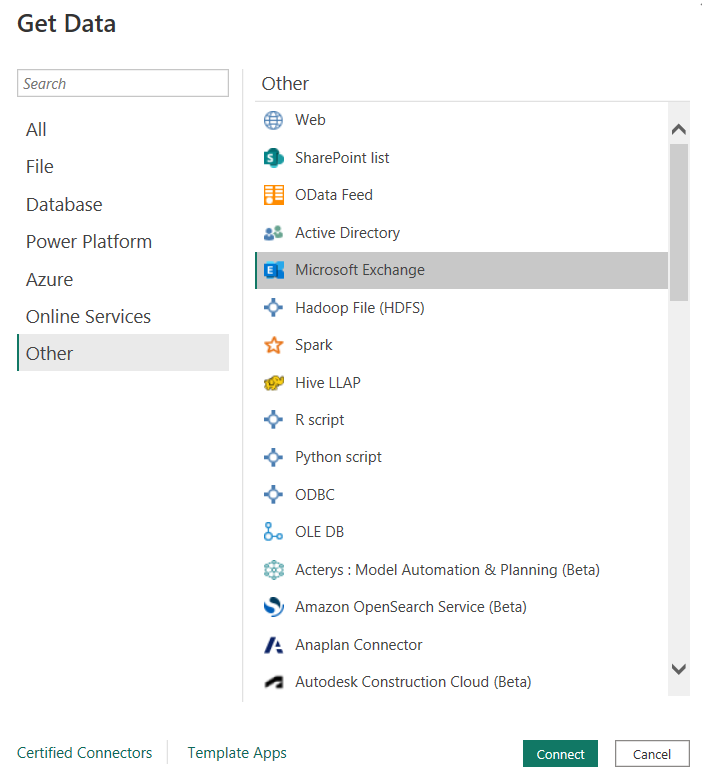 Get Data
Search
All
File
Database
Power Platform
Azure
Online Services
Other
Other
Web
SharePoint list
OData Feed
Active Directory
Microsoft Exchange
Hadoop File (HDFS)
Spark
Hive LLAP
R script
Python script
ODBC
OLE DB
Acterys : Model Automation & Planning (Beta)
Amazon OpenSearch Service (Beta)
Anaplan Connector
Autodesk Construction Cloud (Beta)
Certified Connectors
Template Apps
Connect
Cancel